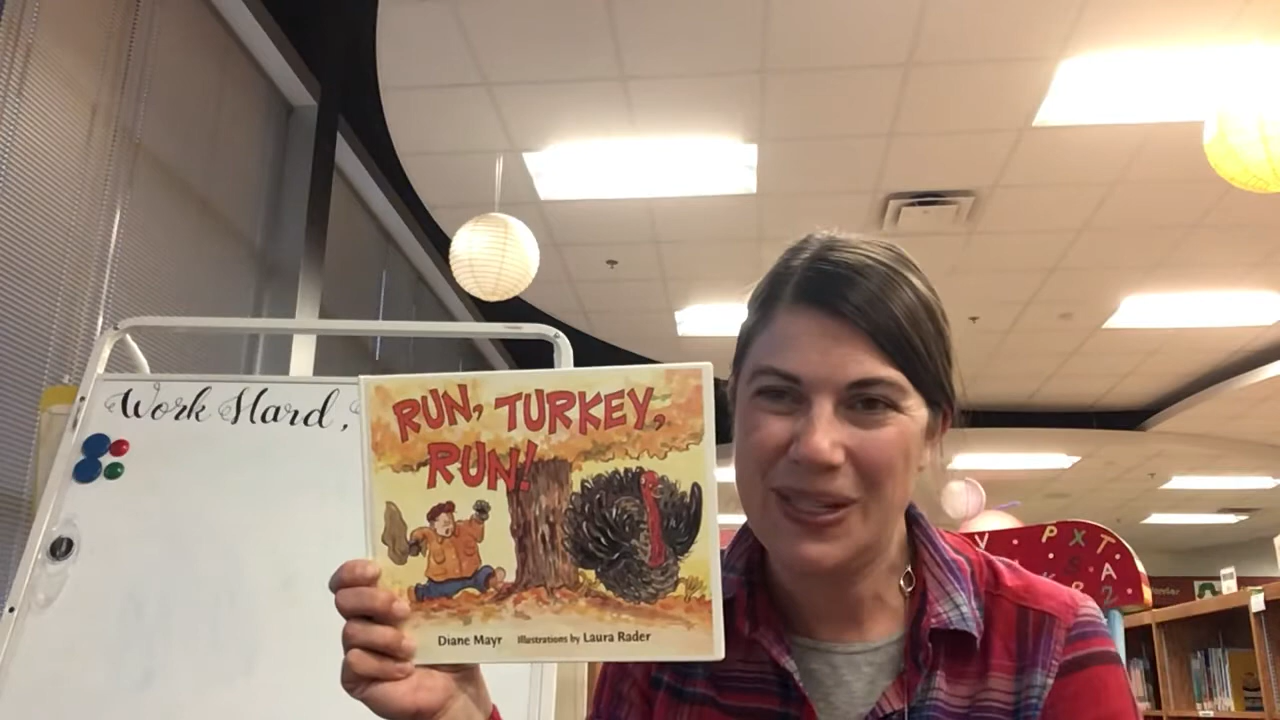 Work Hard,
RUN, TURKEY,
RUN!
Diane Mayr Illustrations by Laura Rader
P X T
A